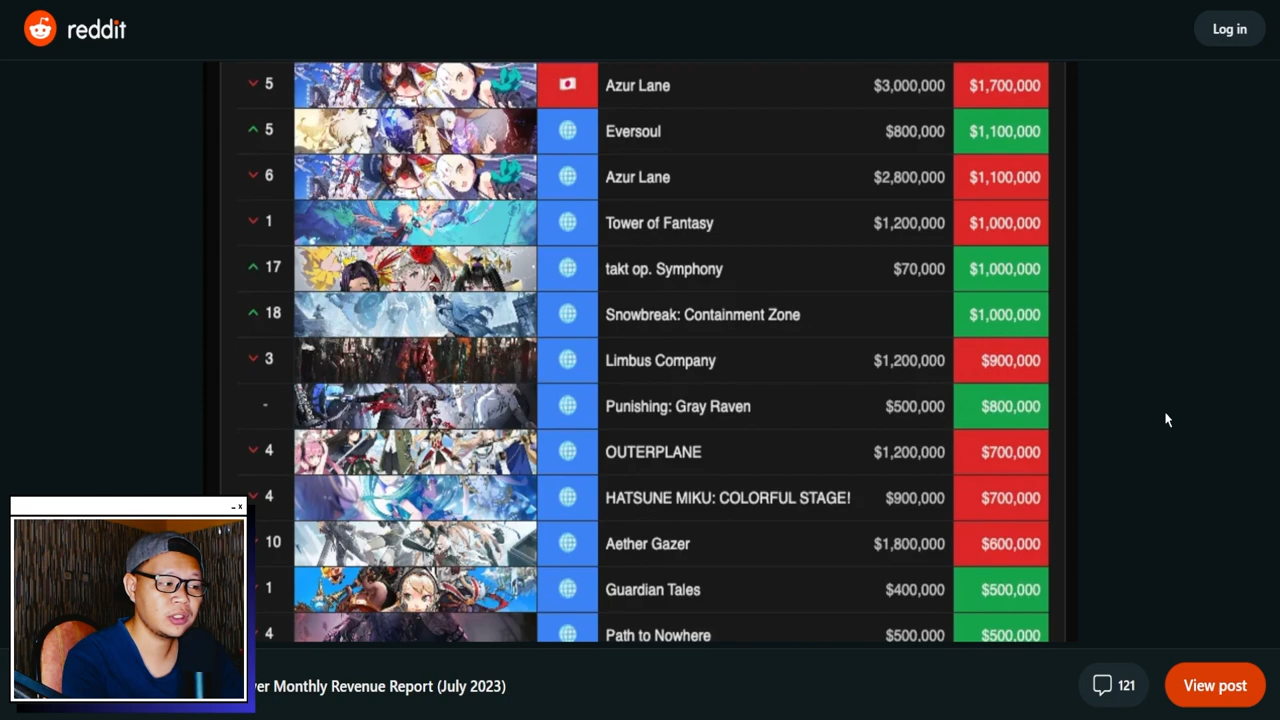 reddit
Log in
5 Azur Lane $3,000,000 $1,700,000
5 Eversoul $800,000 $1,100,000
6 Azur Lane $2,800,000 $1,100,000
1 Tower of Fantasy $1,200,000 $1,000,000
17 takt op. Symphony $70,000 $1,000,000
18 Snowbreak: Containment Zone $1,000,000
3 Limbus Company $1,200,000 $900,000
- Punishing: Gray Raven $500,000 $800,000
4 OUTERPLANE $1,200,000 $700,000
4 HATSUNE MIKU: COLORFUL STAGE! $900,000 $700,000
10 Aether Gazer $1,800,000 $600,000
1 Guardian Tales $400,000 $500,000
4 Path to Nowhere $500,000 $500,000
Monthly Revenue Report (July 2023)
121
View post